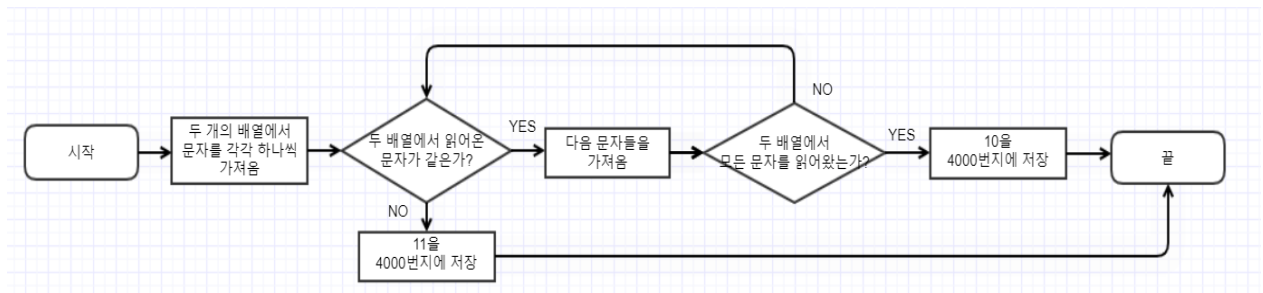 시작
두 개의 배열에서
문자를 각각 하나씩
가져옴
두 배열에서 읽어온
문자가 같은가?
YES
다음 문자들을
가져옴
두 배열에서
모든 문자를 읽어왔는가?
NO
YES
10을
4000번지에 저장
끝
NO
11을
4000번지에 저장